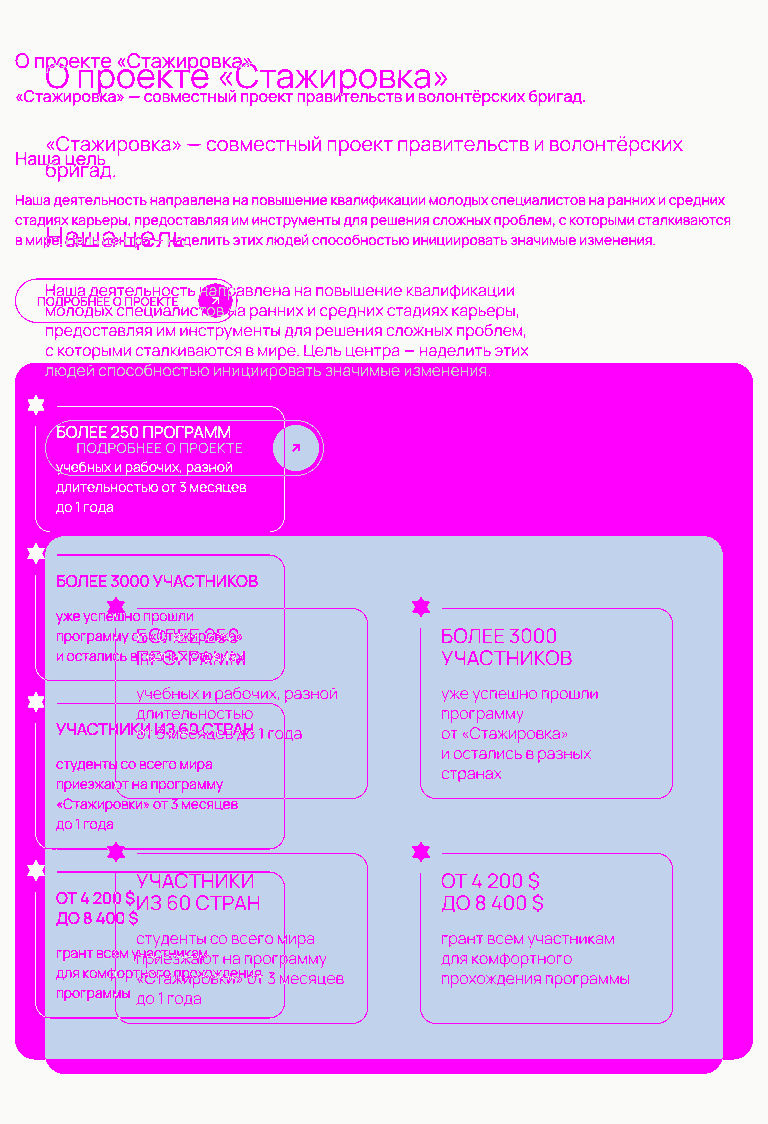 О проекте «Стажировка»
О проекте «Стажировка»
«Стажировка» — совместный проект правительств и волонтёрских бригад.
«Стажировка» — совместный проект правительств и волонтёрских
бригад.
Наша цель
Наша деятельность направлена на повышение квалификации молодых специалистов на ранних и средних
стадиях карьеры, предоставляя им инструменты для решения сложных проблем, с которыми сталкиваются
в мире. Цель центра — наделить этих людей способностью инициировать значимые изменения.
Наша цель
Наша деятельность направлена на повышение квалификации
ПОДРОБНЕЕ О ПРОЕКТЕ
молодых специалистов на ранних и средних стадиях карьеры,
предоставляя им инструменты для решения сложных проблем,
с которыми сталкиваются в мире. Цель центра — наделить этих
людей способностью инициировать значимые изменения.
БОЛЕЕ 250 ПРОГРАММ
ПОДРОБНЕЕ О ПРОЕКТЕ
учебных и рабочих, разной
длительностью от 3 месяцев
до 1 года
БОЛЕЕ 3000 УЧАСТНИКОВ
уже успешно прошли
программу от «Стажировка»
и остались в разных странах
БОЛЕЕ 250
ПРОГРАММ
учебных и рабочих, разной
длительностью
от 3 месяцев до 1 года
БОЛЕЕ 3000
УЧАСТНИКОВ
уже успешно прошли
программу
от «Стажировка»
и остались в разных
странах
УЧАСТНИКИ ИЗ 60 СТРАН
студенты со всего мира
приезжают на программу
«Стажировки» от 3 месяцев
до 1 года
ОТ 4 200 $
ДО 8 400 $
грант всем участникам
для комфортного прохождения
программы
УЧАСТНИКИ
ИЗ 60 СТРАН
студенты со всего мира
приезжают на программу
«Стажировки» от 3 месяцев
до 1 года
ОТ 4 200 $
ДО 8 400 $
грант всем участникам
для комфортного
прохождения программы